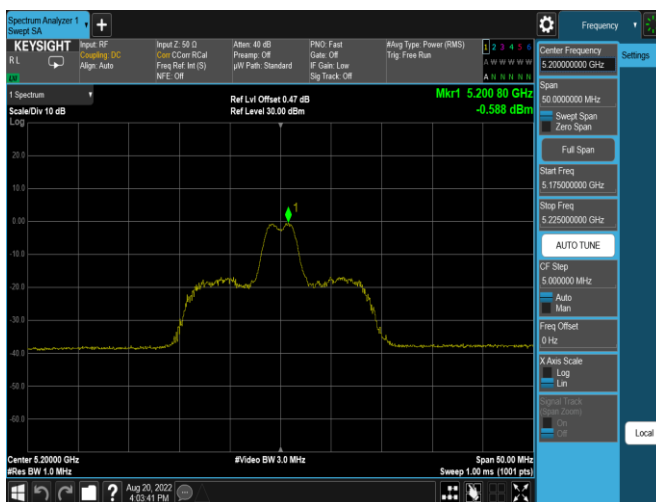 Spectrum Analyzer 1
Swept SA
Frequency
KEYSIGHT
RL
LXI
Input: RF
Coupling: DC
Align: Auto
Input Z: 50 Ω
Corr CCorr RCal
Freq Ref: Int (S)
NFE: Off
Atten: 40 dB
Preamp: Off
µW Path: Standard
PNO: Fast
Gate: Off
IF Gain: Low
Sig Track: Off
#Avg Type: Power (RMS)
Trig: Free Run
1 2 3 4 5 6
A W W W W W
A N N N N N
1 Spectrum
Scale/Div 10 dB
Log
Ref Lvl Offset 0.47 dB
Ref Level 30.00 dBm
Mkr1 5.200 80 GHz
-0.588 dBm
20.0
10.0
0.00
-10.0
-20.0
-30.0
-40.0
-50.0
-60.0
1
Center 5.20000 GHz
#Res BW 1.0 MHz
#Video BW 3.0 MHz
Span 50.00 MHz
Sweep 1.00 ms (1001 pts)
Center Frequency
5.200000000 GHz
Settings
Span
50.0000000 MHz
Swept Span
Zero Span
Full Span
Start Freq
5.175000000 GHz
Stop Freq
5.225000000 GHz
AUTO TUNE
CF Step
5.000000 MHz
Auto
Man
Freq Offset
0 Hz
X Axis Scale
Log
Lin
Signal Track
(Span Zoom)
On
Off
Local
?
Aug 20, 2022
4:03:41 PM